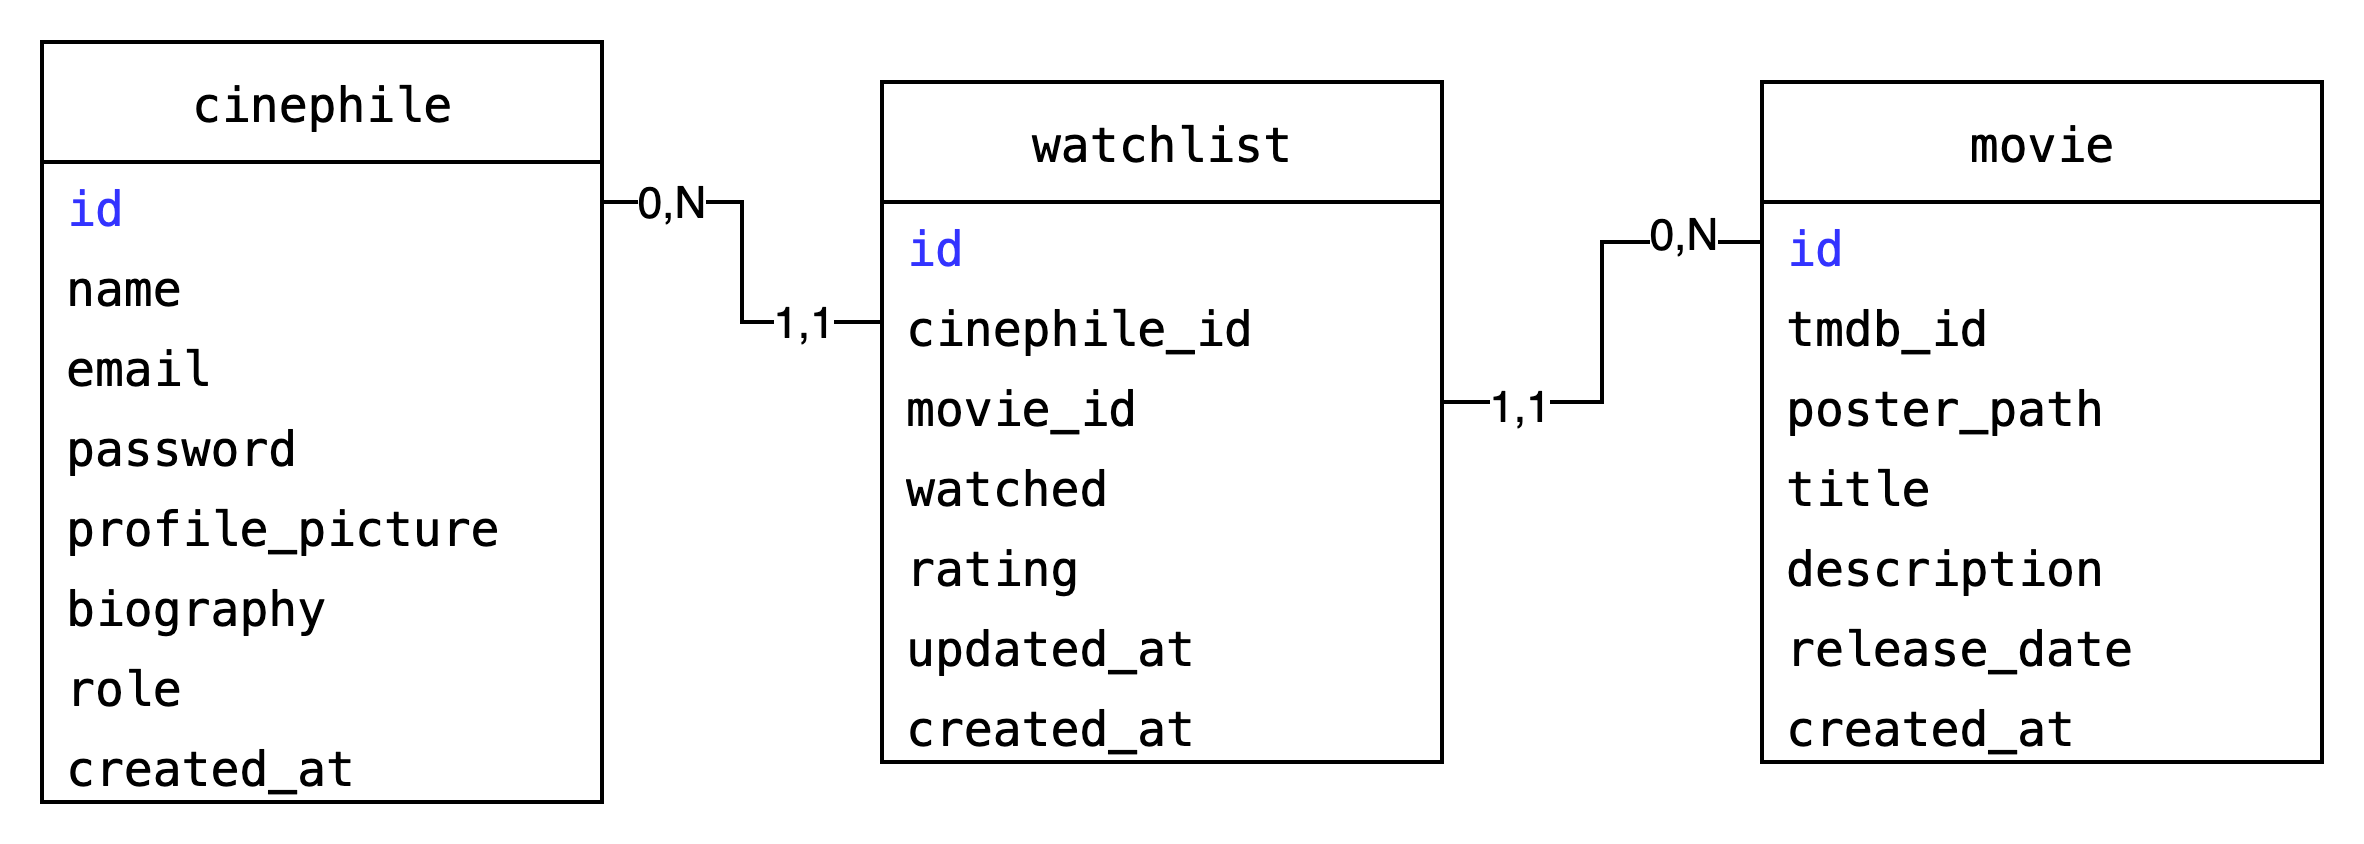 cinephile
id
name
email
password
profile_picture
biography
role
created_at
0,N
1,1
watchlist
id
cinephile_id
movie_id
watched
rating
updated_at
created_at
1,1
0,N
movie
id
tmdb_id
poster_path
title
description
release_date
created_at